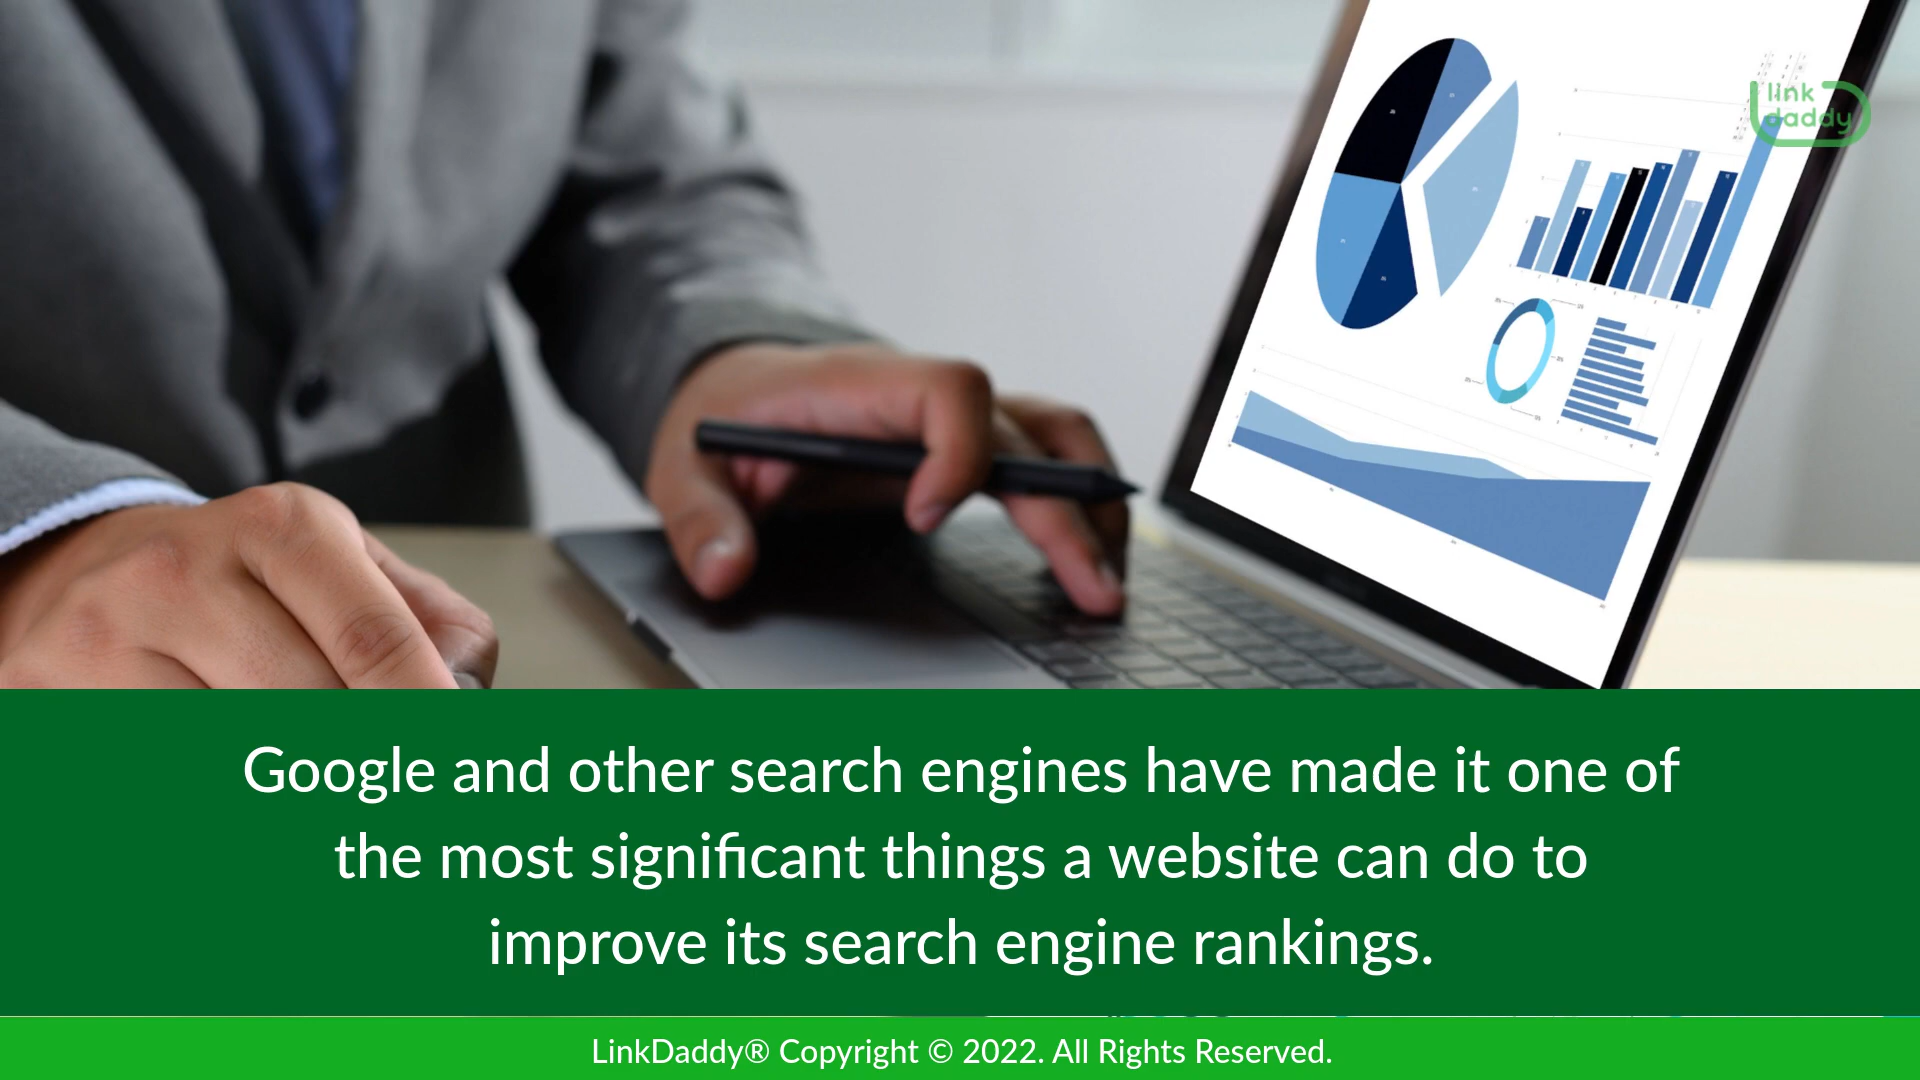 link
daddy
Google and other search engines have made it one of
the most significant things a website can do to
improve its search engine rankings.
LinkDaddy® Copyright © 2022. All Rights Reserved.